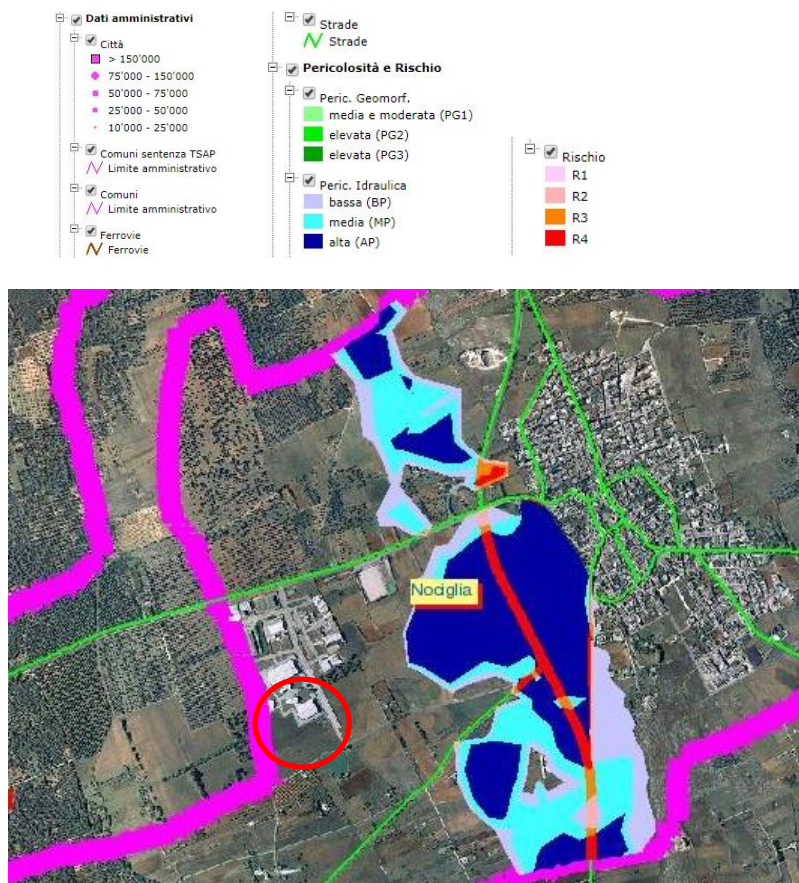 Dati amministrativi
Città
> 150'000
75'000 - 150'000
50'000 - 75'000
25'000 - 50'000
10'000 - 25'000
Comuni sentenza TSAP
Limite amministrativo
Comuni
Limite amministrativo
Ferrovie
Ferrovie
Strade
Strade
Pericolosità e Rischio
Peric. Geomorf.
media e moderata (PG1)
elevata (PG2)
elevata (PG3)
Peric. Idraulica
bassa (BP)
media (MP)
alta (AP)
Rischio
R1
R2
R3
R4
Nociglia